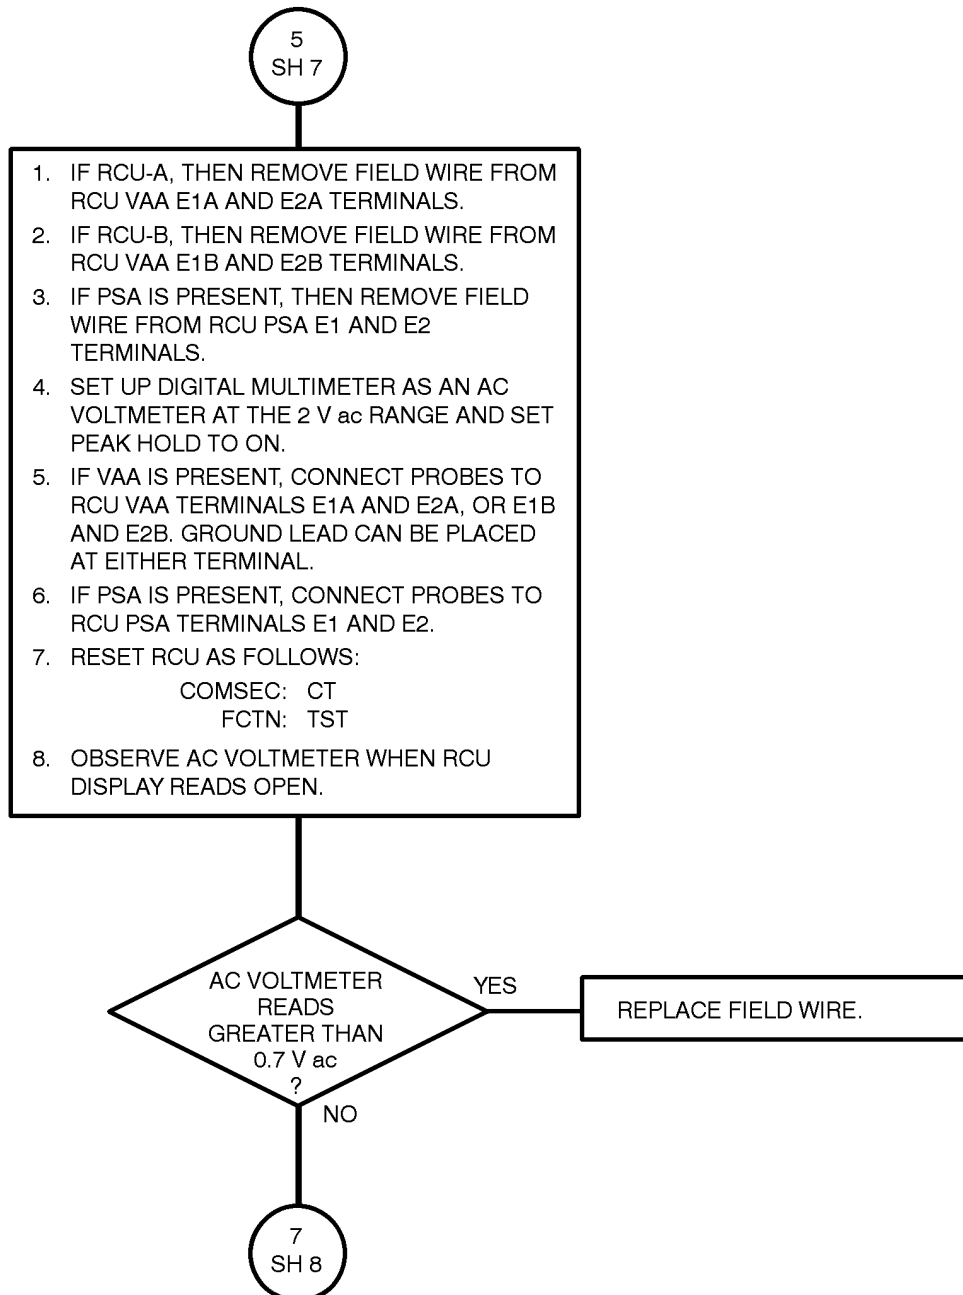 5
SH 7
1. IF RCU-A, THEN REMOVE FIELD WIRE FROM
RCU VAA E1A AND E2A TERMINALS.
2. IF RCU-B, THEN REMOVE FIELD WIRE FROM
RCU VAA E1B AND E2B TERMINALS.
3. IF PSA IS PRESENT, THEN REMOVE FIELD
WIRE FROM RCU PSA E1 AND E2
TERMINALS.
4. SET UP DIGITAL MULTIMETER AS AN AC
VOLTMETER AT THE 2 V ac RANGE AND SET
PEAK HOLD TO ON.
5. IF VAA IS PRESENT, CONNECT PROBES TO
RCU VAA TERMINALS E1A AND E2A, OR E1B
AND E2B. GROUND LEAD CAN BE PLACED
AT EITHER TERMINAL.
6. IF PSA IS PRESENT, CONNECT PROBES TO
RCU PSA TERMINALS E1 AND E2.
7. RESET RCU AS FOLLOWS:
COMSEC: CT
FCTN: TST
8. OBSERVE AC VOLTMETER WHEN RCU
DISPLAY READS OPEN.
AC VOLTMETER
READS
GREATER THAN
0.7 V ac
?
YES
REPLACE FIELD WIRE.
NO
7
SH 8